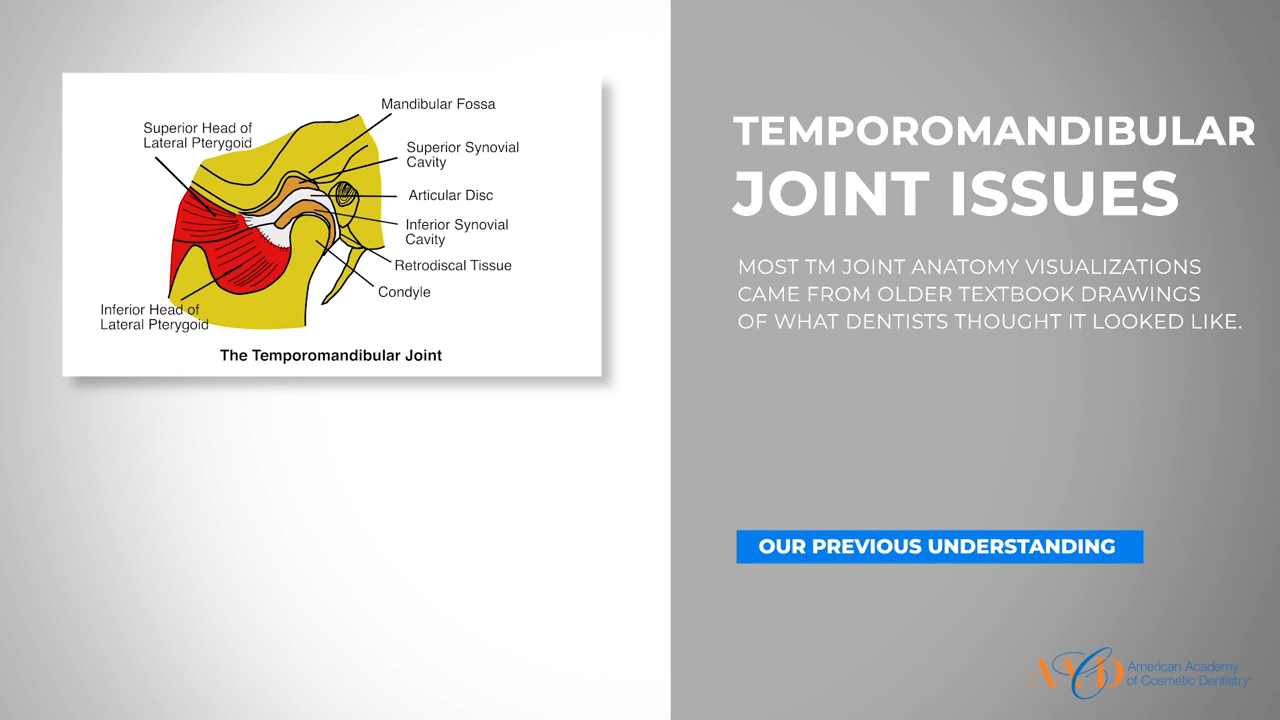 Mandibular Fossa
Superior Head of
Lateral Pterygoid
Superior Synovial
Cavity
Articular Disc
Inferior Synovial
Cavity
Retrodiscal Tissue
Condyle
Inferior Head of
Lateral Pterygoid
The Temporomandibular Joint
TEMPOROMANDIBULAR
JOINT ISSUES
MOST TM JOINT ANATOMY VISUALIZATIONS
CAME FROM OLDER TEXTBOOK DRAWINGS
OF WHAT DENTISTS THOUGHT IT LOOKED LIKE.
OUR PREVIOUS UNDERSTANDING
AACD
American Academy
of Cosmetic Dentistry